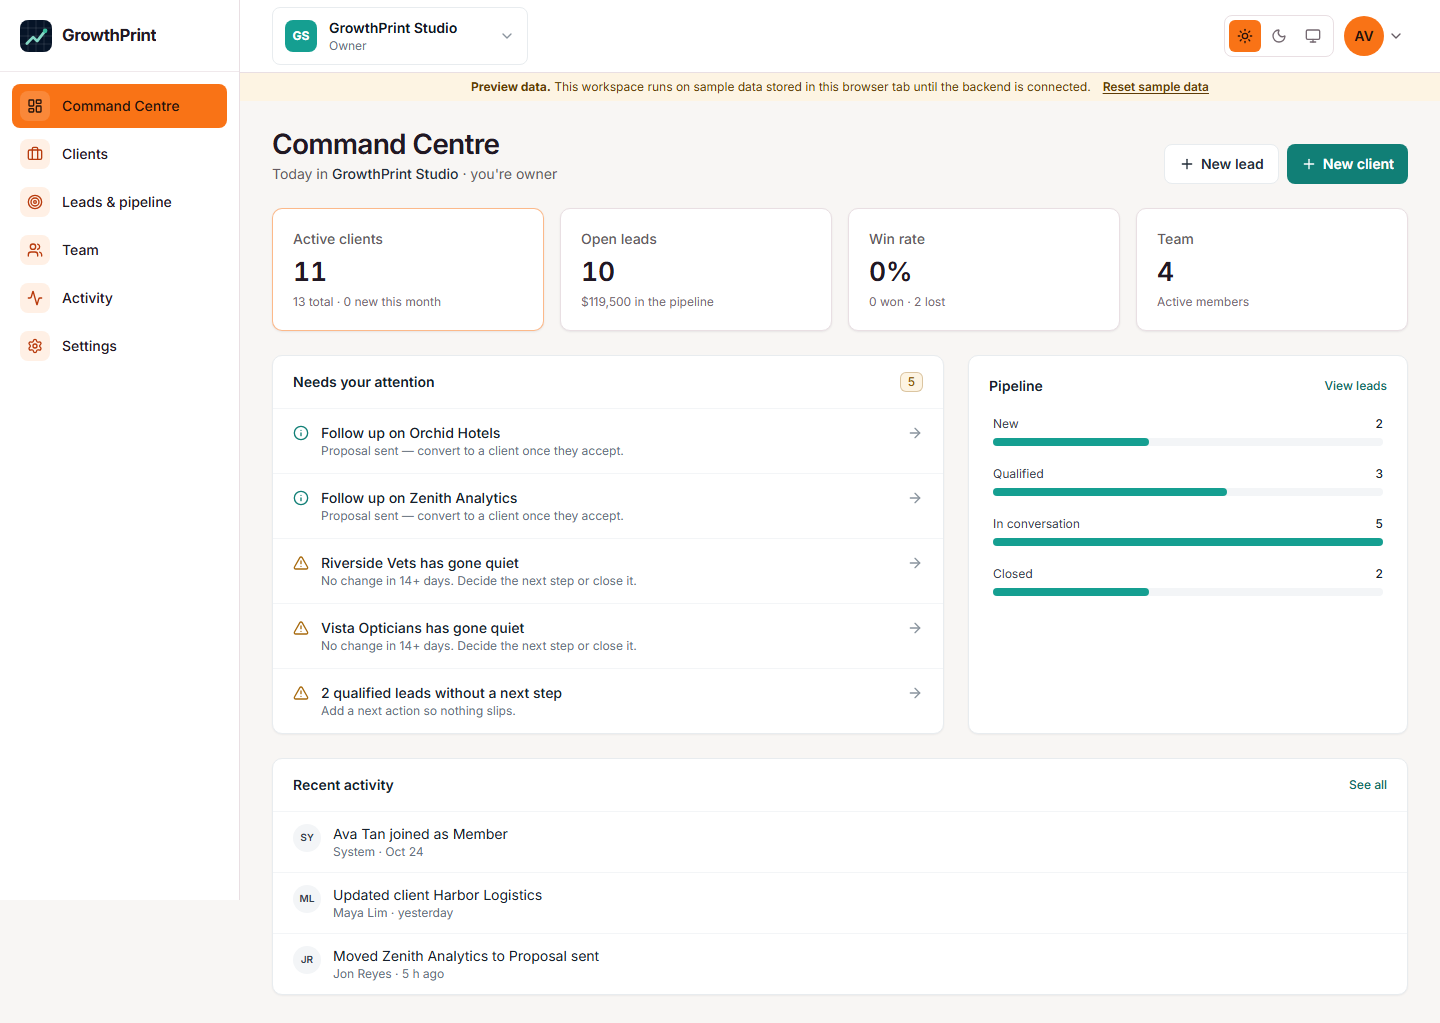 GrowthPrint
GS
GrowthPrint Studio
Owner
AV
Preview data. This workspace runs on sample data stored in this browser tab until the backend is connected. Reset sample data
Command Centre
Clients
Leads & pipeline
Team
Activity
Settings
Command Centre
Today in GrowthPrint Studio · you're owner
New lead
New client
Active clients
11
13 total · 0 new this month
Open leads
10
$119,500 in the pipeline
Win rate
0%
0 won · 2 lost
Team
4
Active members
Needs your attention
5
Follow up on Orchid Hotels
Proposal sent — convert to a client once they accept.
Follow up on Zenith Analytics
Proposal sent — convert to a client once they accept.
Riverside Vets has gone quiet
No change in 14+ days. Decide the next step or close it.
Vista Opticians has gone quiet
No change in 14+ days. Decide the next step or close it.
2 qualified leads without a next step
Add a next action so nothing slips.
Pipeline
View leads
New 2
Qualified 3
In conversation 5
Closed 2
Recent activity
See all
SY
Ava Tan joined as Member
System · Oct 24
ML
Updated client Harbor Logistics
Maya Lim · yesterday
JR
Moved Zenith Analytics to Proposal sent
Jon Reyes · 5 h ago